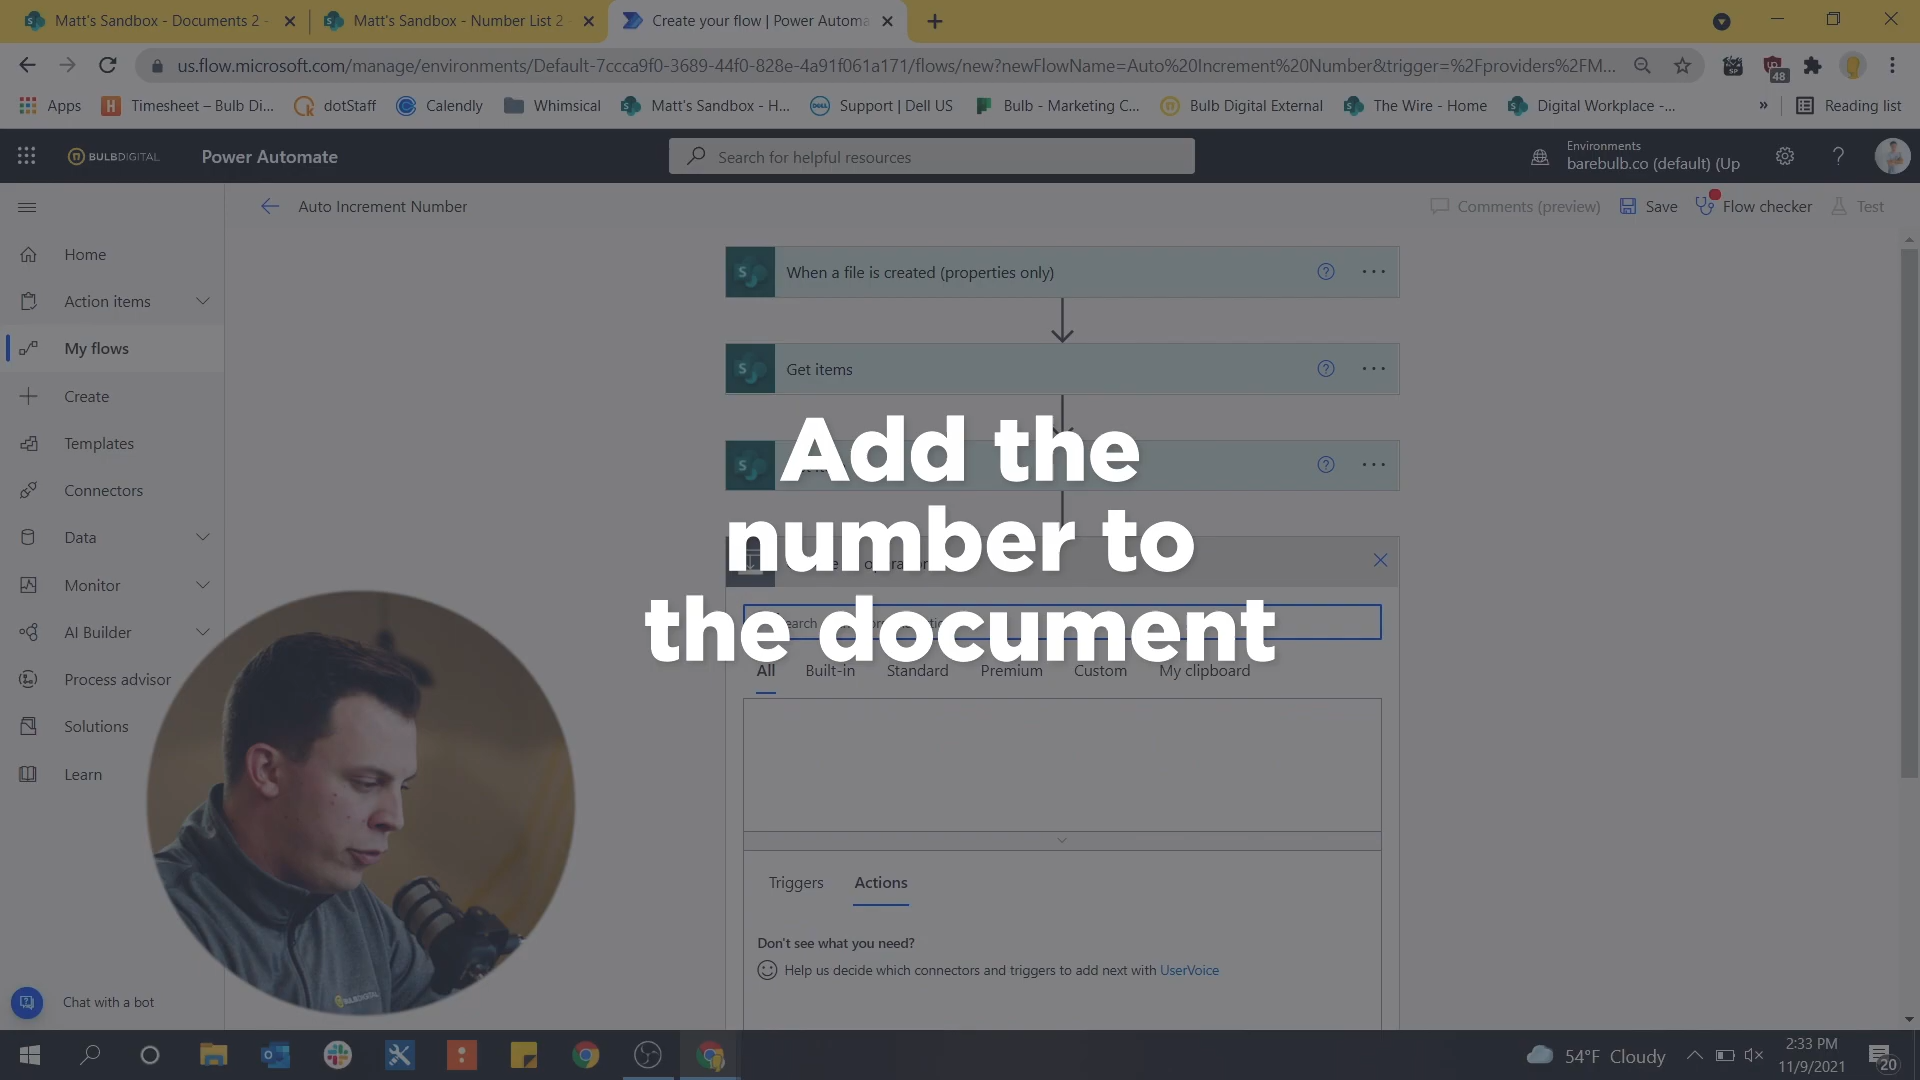 Matt's Sandbox - Documents 2 -
Matt's Sandbox - Number List 2 -
Create your flow | Power Automa
us.flow.microsoft.com/manage/environments/Default-7ccca9f0-3689-44f0-828e-4a91f061a171/flows/new?newFlowName=Auto%20Increment%20Number&trigger=%2Fproviders%2FM...
48
Apps
Timesheet – Bulb Di...
dotStaff
Calendly
Whimsical
Matt's Sandbox - H...
Support | Dell US
Bulb - Marketing C...
Bulb Digital External
The Wire - Home
Digital Workplace -...
»
Reading list
BULBDIGITAL
Power Automate
Search for helpful resources
Environments
barebulb.co (default) (Up
Auto Increment Number
Comments (preview)
Save
Flow checker
Test
Home
Action items
My flows
Create
Templates
Connectors
Data
Monitor
AI Builder
Process advisor
Solutions
Learn
Chat with a bot
When a file is created (properties only)
Get items
Add the
number to
the document
All
Built-in
Standard
Premium
Custom
My clipboard
Triggers
Actions
Don't see what you need?
Help us decide which connectors and triggers to add next with UserVoice
BULBDIGITAL
54°F Cloudy
2:33 PM
11/9/2021
20